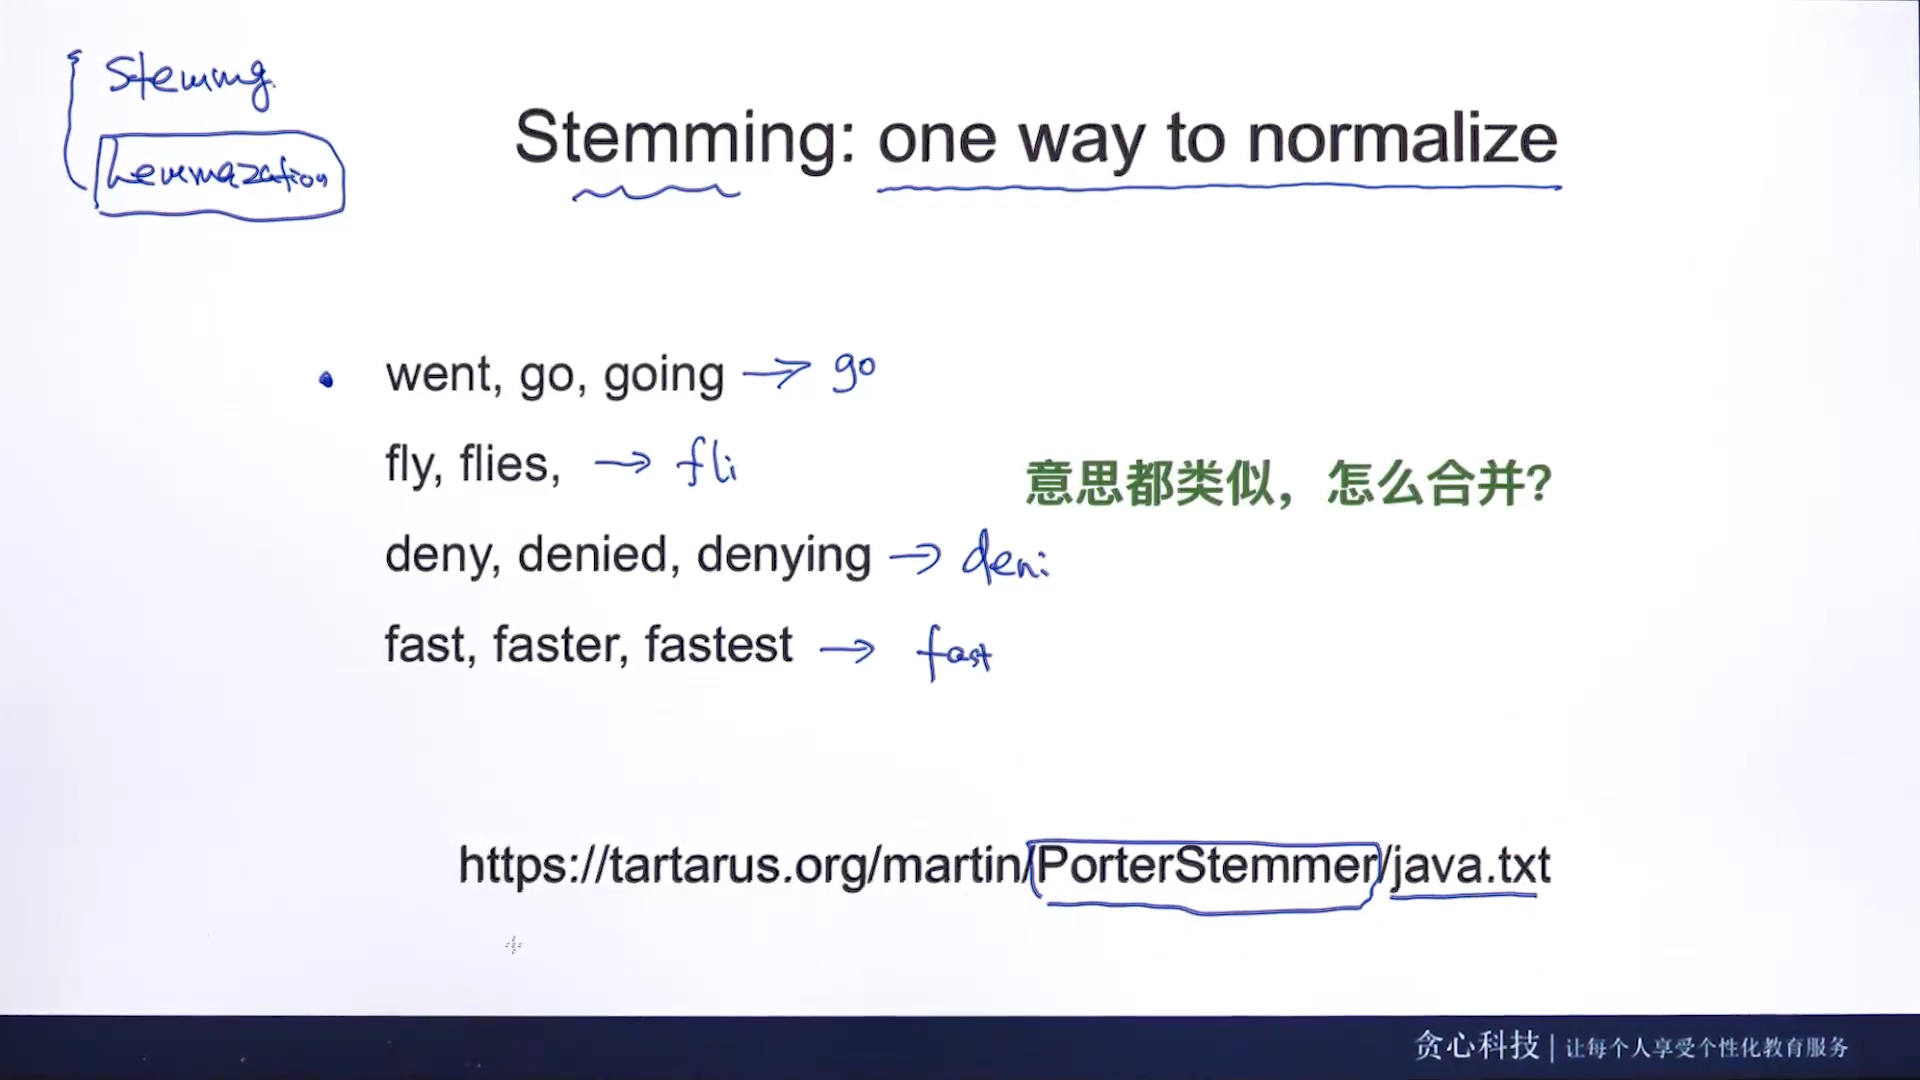 Stemming
Lemmazation
Stemming: one way to normalize
went, go, going → go
fly, flies, → fli
意思都类似，怎么合并？
deny, denied, denying → deni
fast, faster, fastest → fast
https://tartarus.org/martin/PorterStemmer/java.txt
贪心科技 | 让每个人享受个性化教育服务